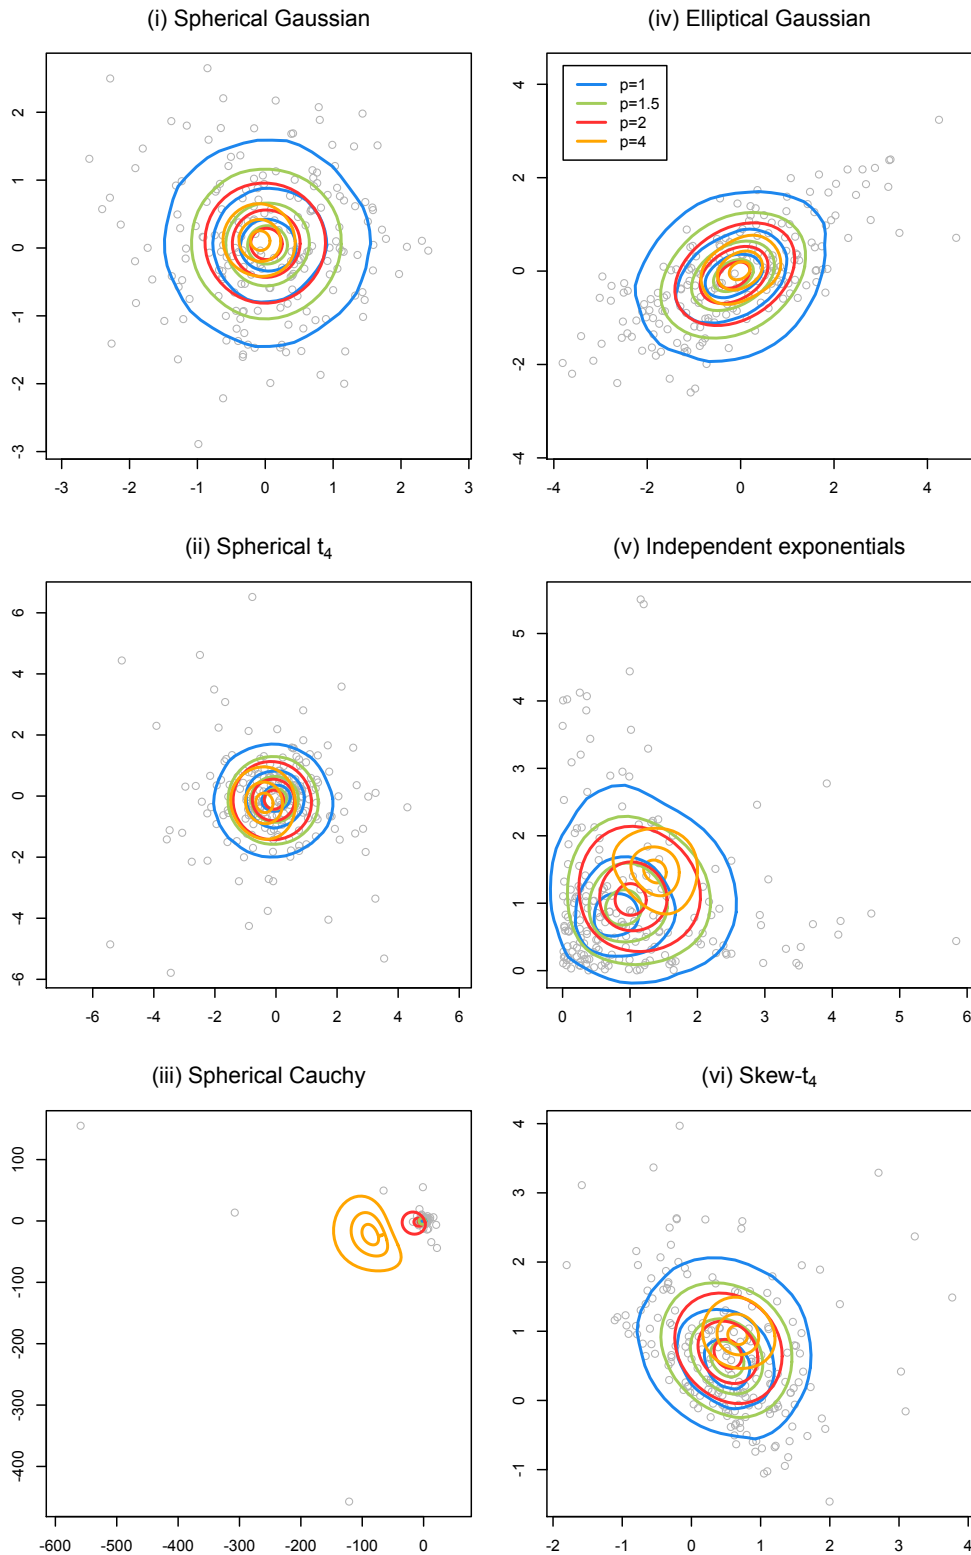 (i) Spherical Gaussian
2
1
0
-1
-2
-3
-3 -2 -1 0 1 2 3
(iv) Elliptical Gaussian
p=1
p=1.5
p=2
p=4
4
2
0
-2
-4
-4 -2 0 2 4
(ii) Spherical t4
6
4
2
0
-2
-4
-6
-6 -4 -2 0 2 4 6
(v) Independent exponentials
5
4
3
2
1
0
0 1 2 3 4 5 6
(iii) Spherical Cauchy
100
0
-100
-200
-300
-400
-600 -500 -400 -300 -200 -100 0
(vi) Skew-t4
4
3
2
1
0
-1
-2 -1 0 1 2 3 4